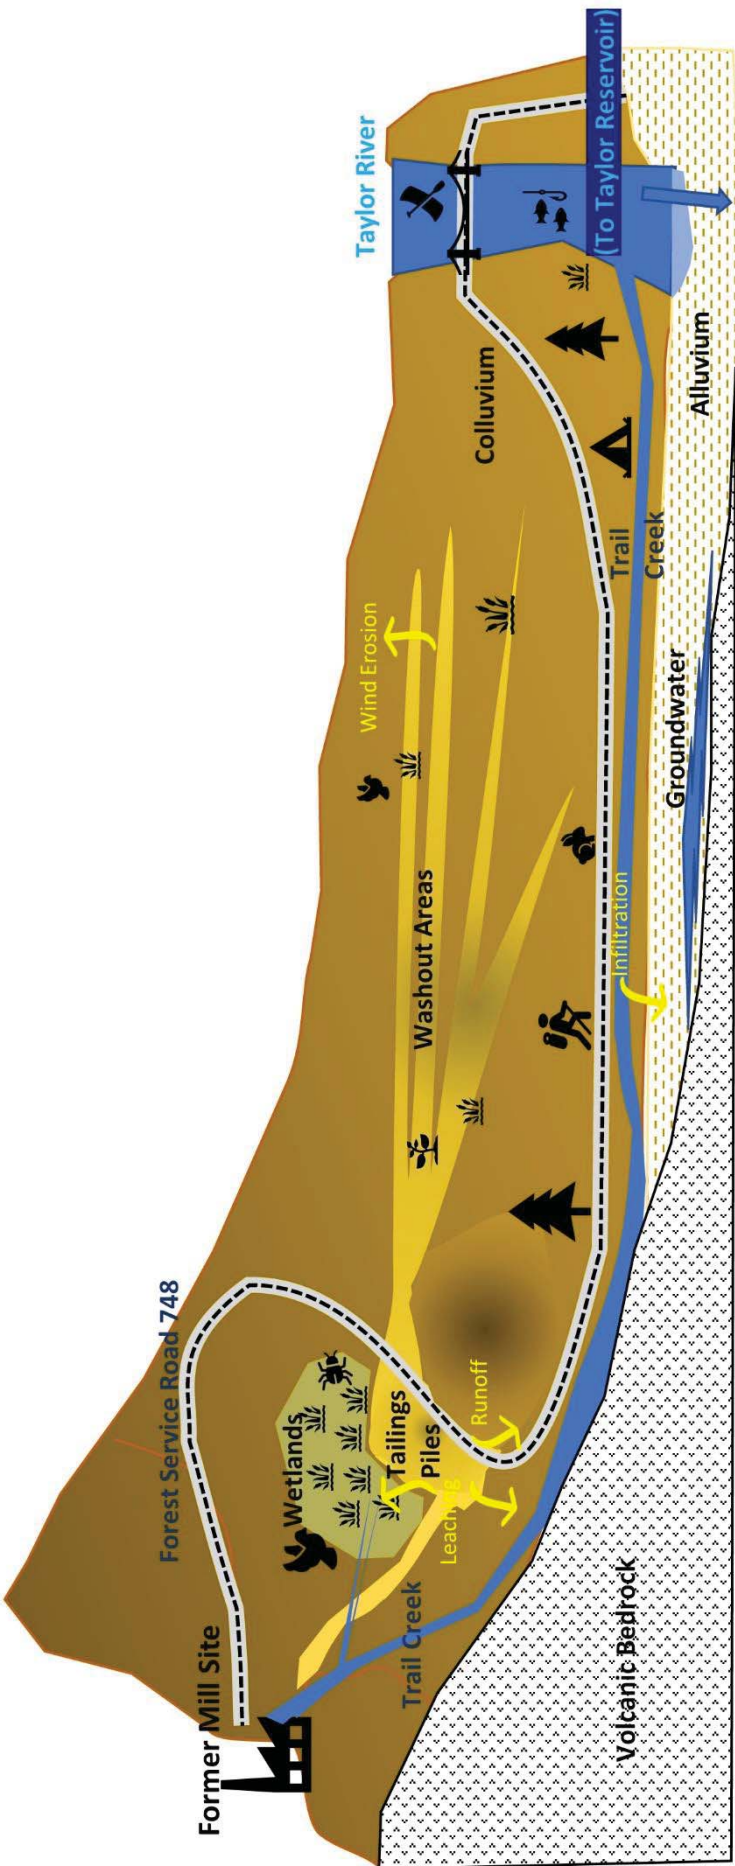 Former Mill Site
Forest Service Road 748
Taylor River
Wetlands
Tailings
Piles
Leaching
Runoff
Trail Creek
Washout Areas
Wind Erosion
Colluvium
(To Taylor Reservoir)
Infiltration
Trail
Creek
Groundwater
Alluvium
Volcanic Bedrock